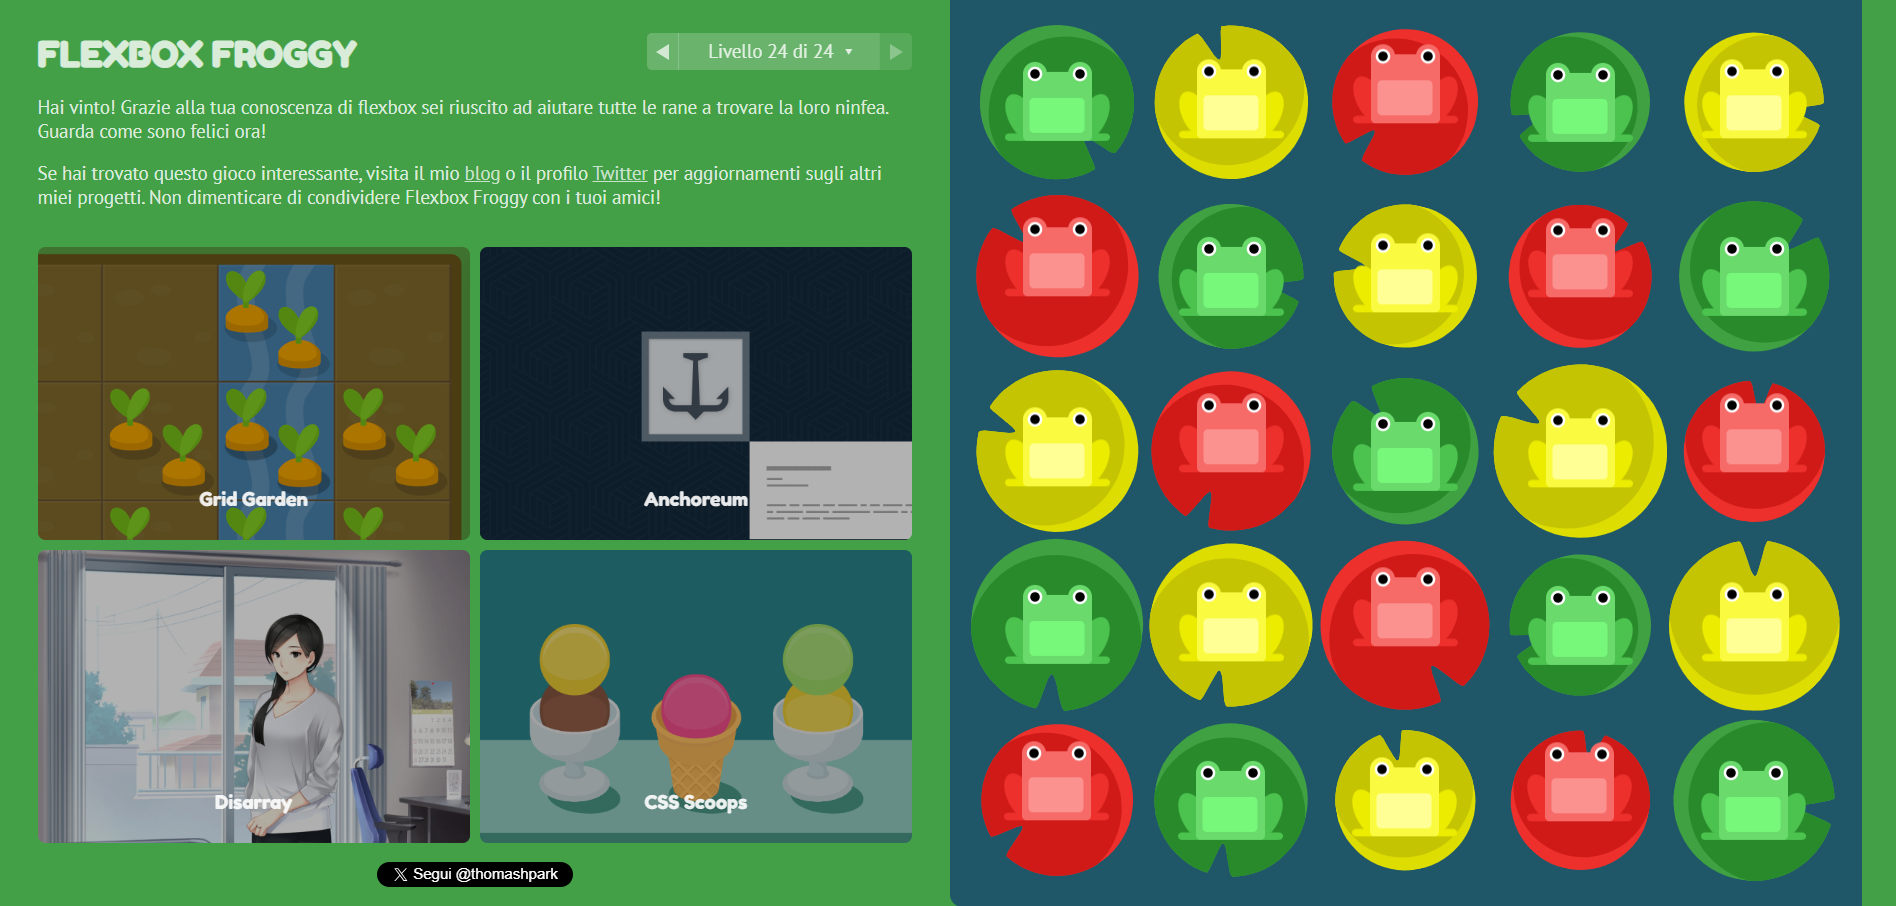 FLEXBOX FROGGY
Livello 24 di 24
Hai vinto! Grazie alla tua conoscenza di flexbox sei riuscito ad aiutare tutte le rane a trovare la loro ninfea.
Guarda come sono felici ora!
Se hai trovato questo gioco interessante, visita il mio blog o il profilo Twitter per aggiornamenti sugli altri
miei progetti. Non dimenticare di condividere Flexbox Froggy con i tuoi amici!
Grid Garden
Anchoreum
Disarray
CSS Scoops
Segui @thomashpark